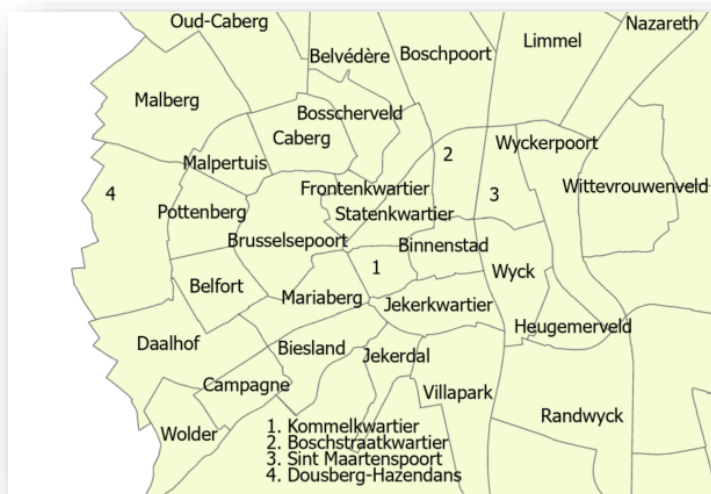 Oud-Caberg
Nazareth
Limmel
Belvédère
Boschpoort
Malberg
Bosscherveld
Caberg
Wyckerpoort
2
Malpertuis
Frontenkwartier
Wittevrouwenveld
4
3
Pottenberg
Statenkwartier
Brusselsepoort
Binnenstad
1
Wyck
Belfort
Mariaberg
Jekerkwartier
Heugemerveld
Daalhof
Biesland
Jekerdal
Campagne
Villapark
Randwyck
Wolder
1. Kommelkwartier
2. Boschstraatkwartier
3. Sint Maartenspoort
4. Dousberg-Hazendans